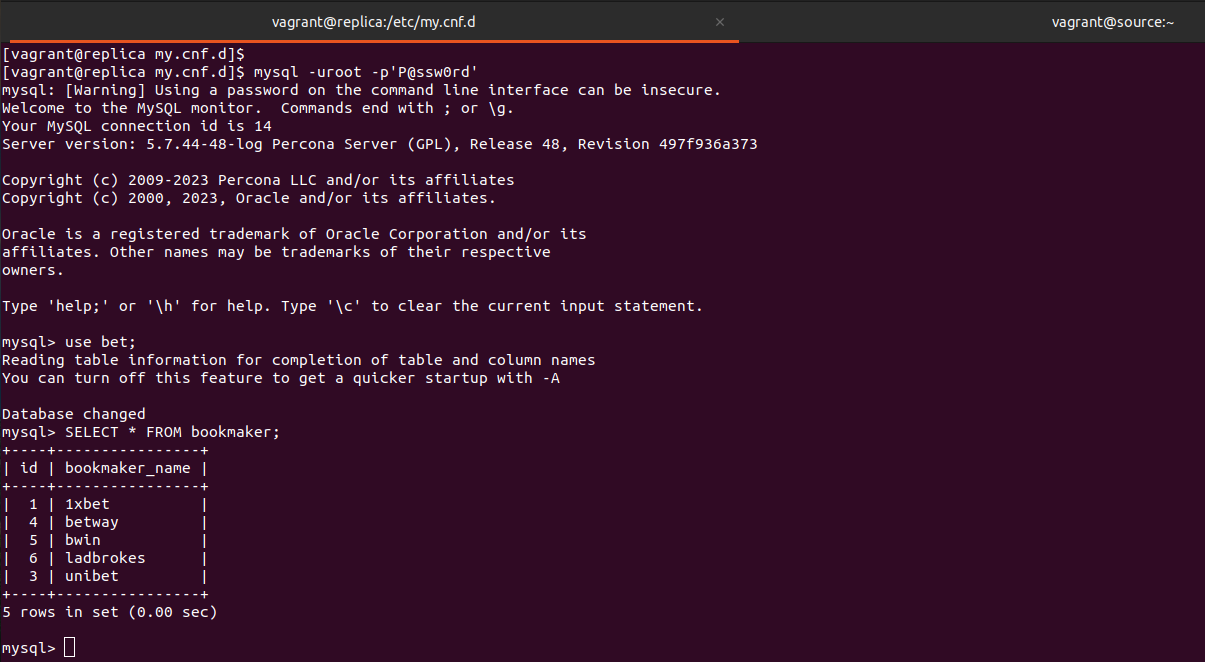 vagrant@replica:/etc/my.cnf.d × vagrant@source:~
[vagrant@replica my.cnf.d]$
[vagrant@replica my.cnf.d]$ mysql -uroot -p'P@ssw0rd'
mysql: [Warning] Using a password on the command line interface can be insecure.
Welcome to the MySQL monitor.  Commands end with ; or \g.
Your MySQL connection id is 14
Server version: 5.7.44-48-log Percona Server (GPL), Release 48, Revision 497f936a373

Copyright (c) 2009-2023 Percona LLC and/or its affiliates
Copyright (c) 2000, 2023, Oracle and/or its affiliates.

Oracle is a registered trademark of Oracle Corporation and/or its
affiliates. Other names may be trademarks of their respective
owners.

Type 'help;' or '\h' for help. Type '\c' to clear the current input statement.

mysql> use bet;
Reading table information for completion of table and column names
You can turn off this feature to get a quicker startup with -A

Database changed
mysql> SELECT * FROM bookmaker;
+----+----------------+
| id | bookmaker_name |
+----+----------------+
|  1 | 1xbet          |
|  4 | betway         |
|  5 | bwin           |
|  6 | ladbrokes      |
|  3 | unibet         |
+----+----------------+
5 rows in set (0.00 sec)

mysql>